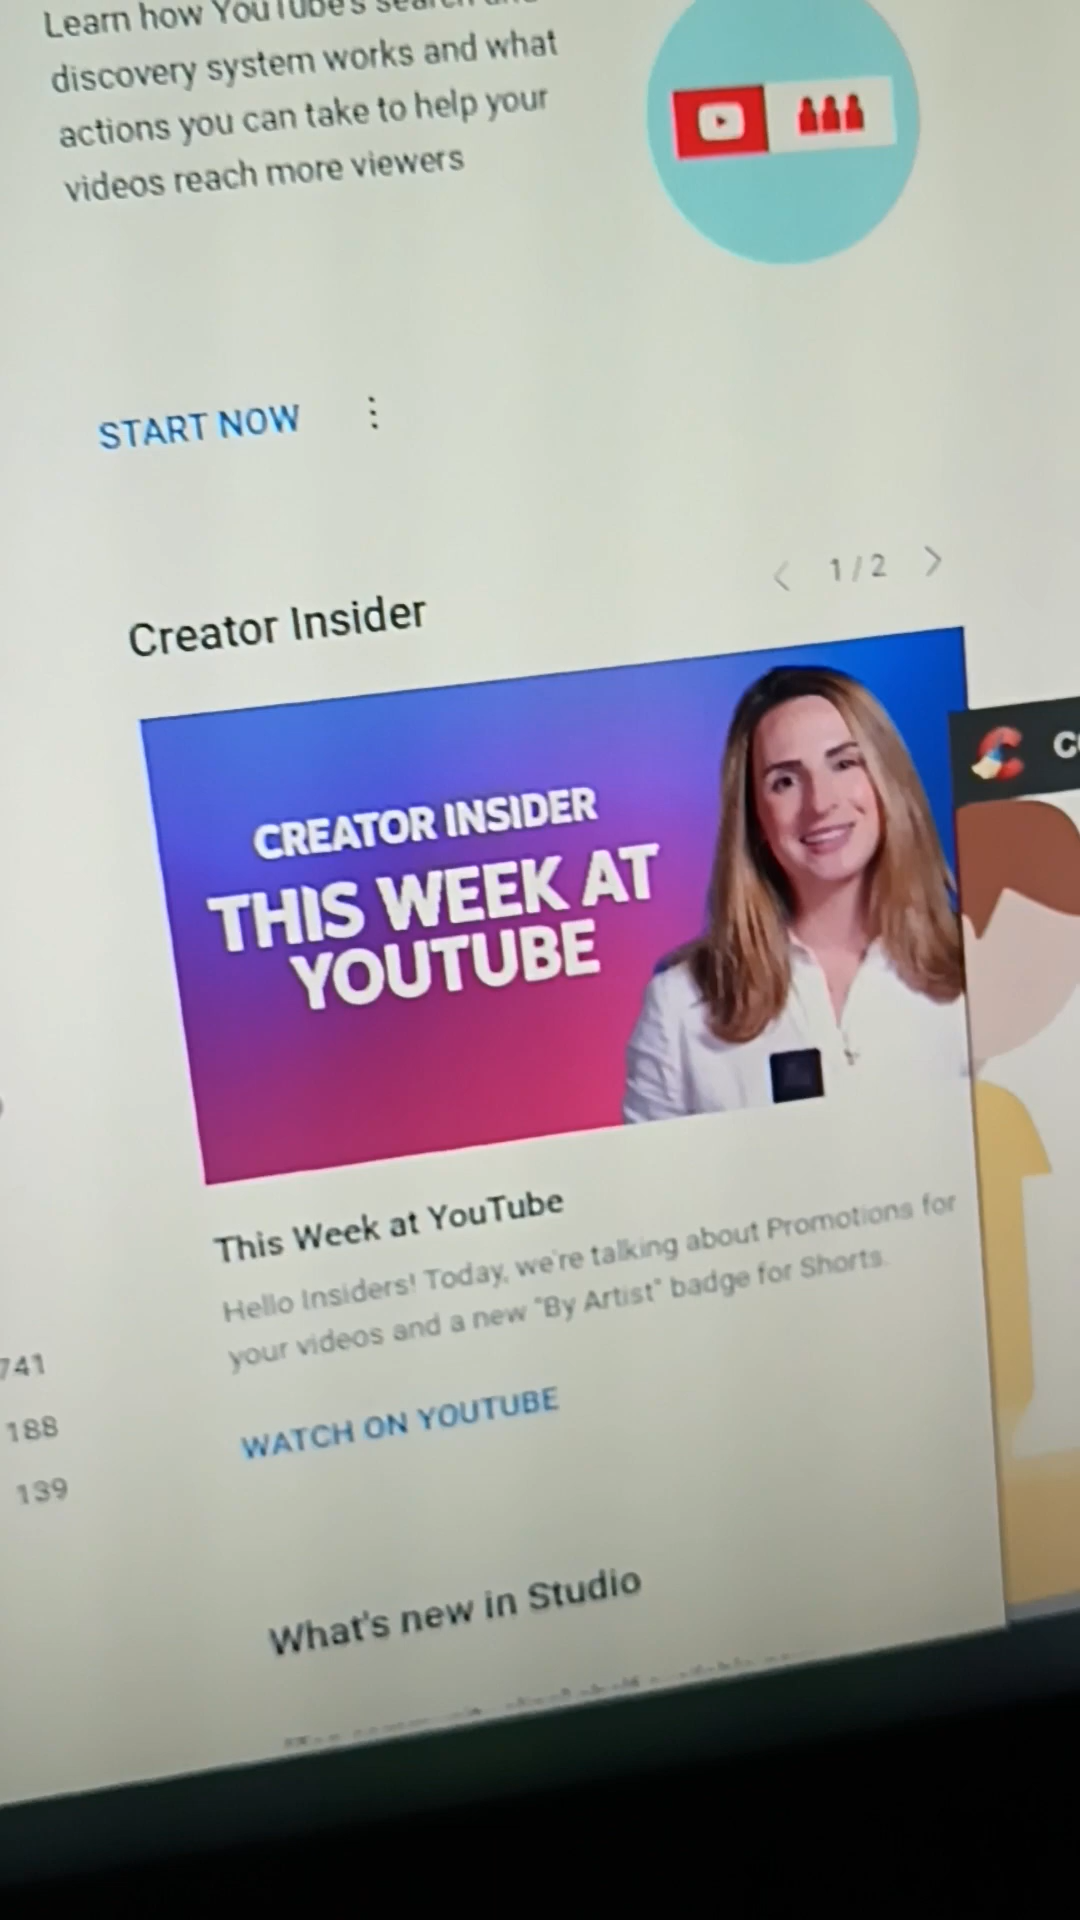 Learn how YouTube's search and
discovery system works and what
actions you can take to help your
videos reach more viewers
START NOW
1 / 2
Creator Insider
CREATOR INSIDER
THIS WEEK AT
YOUTUBE
This Week at YouTube
Hello Insiders! Today, we're talking about Promotions for
your videos and a new "By Artist" badge for Shorts.
WATCH ON YOUTUBE
741
188
139
What's new in Studio